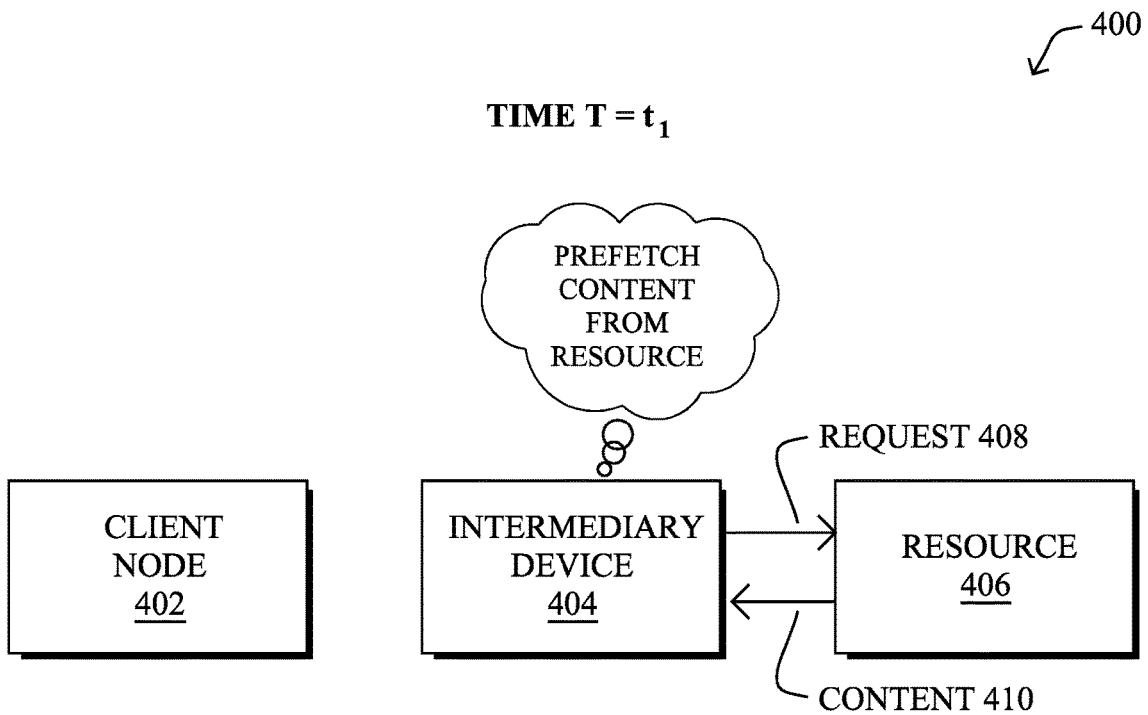 400
TIME T = t₁
PREFETCH
CONTENT
FROM
RESOURCE
REQUEST 408
CLIENT
NODE
402
INTERMEDIARY
DEVICE
404
RESOURCE
406
CONTENT 410